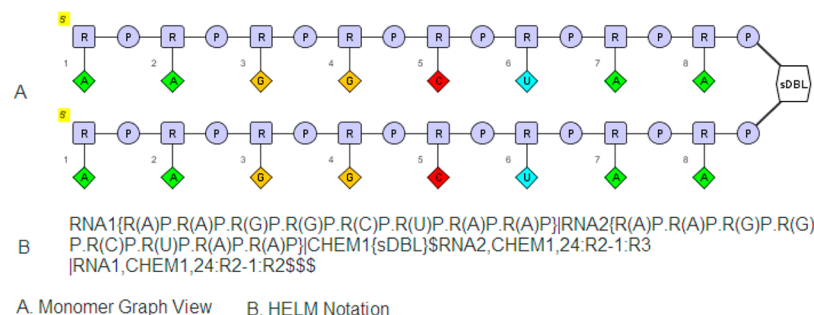 5'
R P R P R P R P R P R P R P R P
1 2 3 4 5 6 7 8
A A G G C U A A
sDBL
A
5'
R P R P R P R P R P R P R P R P
1 2 3 4 5 6 7 8
A A G G C U A A
RNA1{R(A)P.R(A)P.R(G)P.R(G)P.R(C)P.R(U)P.R(A)P.R(A)P}|RNA2{R(A)P.R(A)P.R(G)P.R(G)
B P.R(C)P.R(U)P.R(A)P.R(A)P}|CHEM1{sDBL}$RNA2,CHEM1,24:R2-1:R3
|RNA1,CHEM1,24:R2-1:R2$$$
A. Monomer Graph View B. HELM Notation